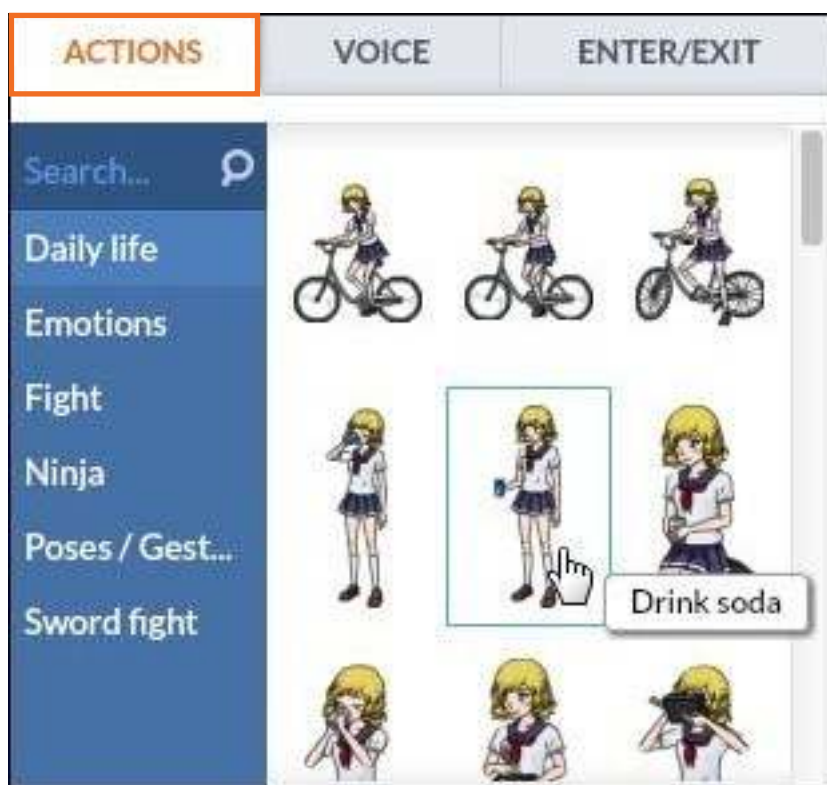 ACTIONS VOICE ENTER/EXIT
Search...
Daily life
Emotions
Fight
Ninja
Poses / Gest...
Sword fight
Drink soda